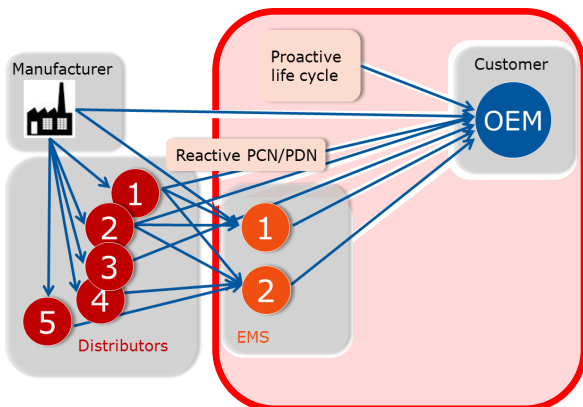 Manufacturer
Proactive
life cycle
Customer
OEM
Reactive PCN/PDN
1
2
3
4
5
Distributors
1
2
EMS